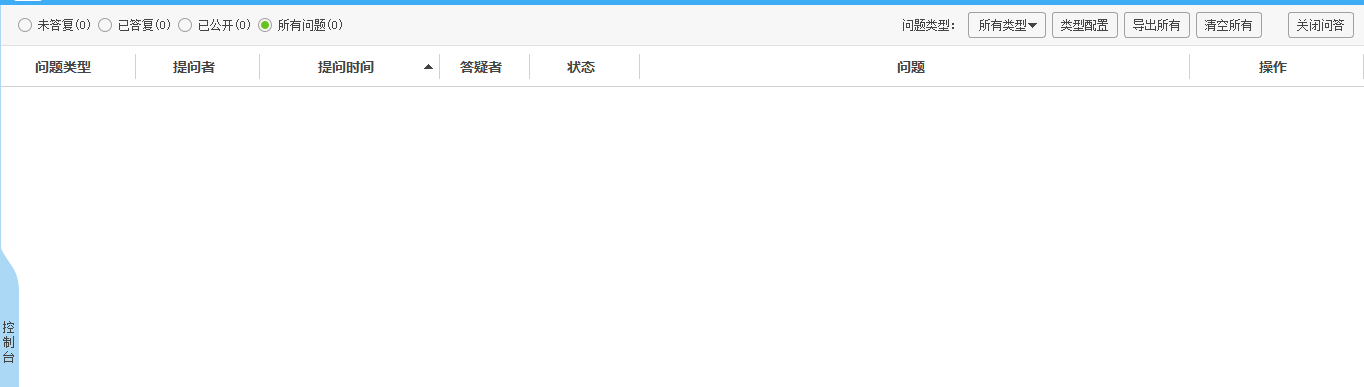 未答复(0) 已答复(0) 已公开(0) 所有问题(0) 问题类型: 所有类型 类型配置 导出所有 清空所有 关闭问答
问题类型 提问者 提问时间 答疑者 状态 问题 操作
控制台